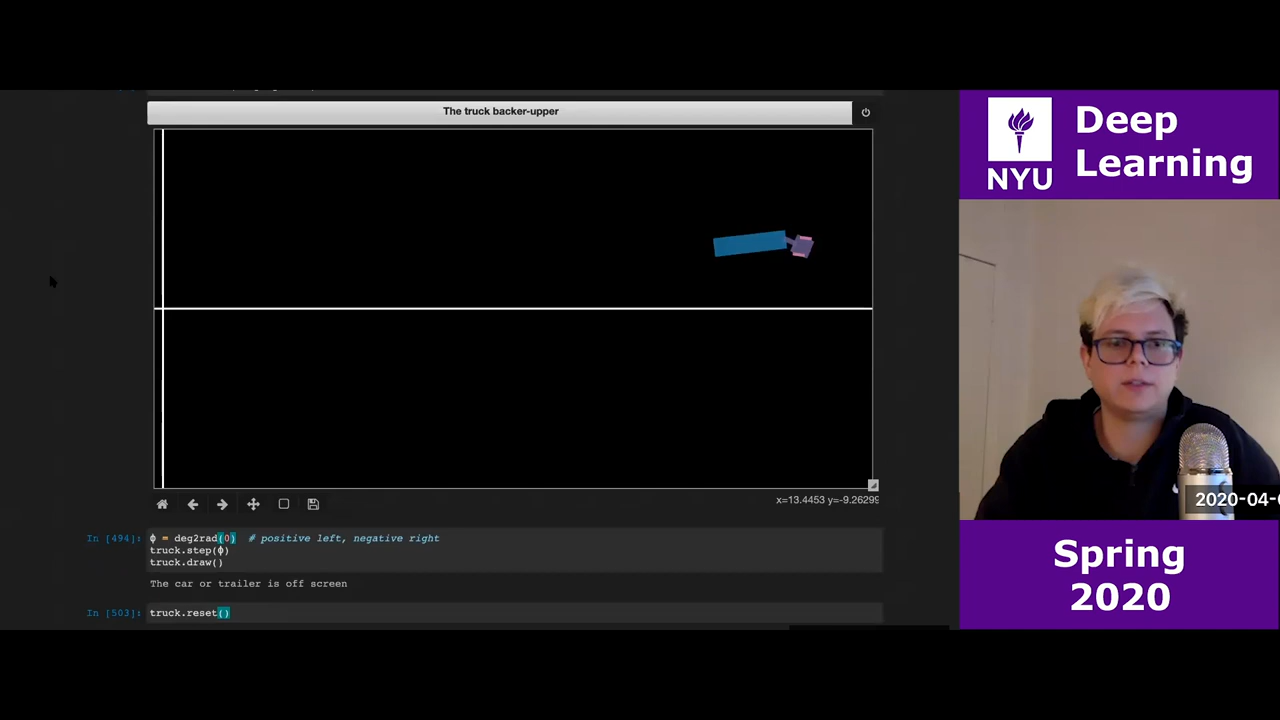 The truck backer-upper
x=13.4453 y=-9.26299
In [494]: ϕ = deg2rad(0)  # positive left, negative right
truck.step(ϕ)
truck.draw()
The car or trailer is off screen
In [503]: truck.reset()
NYU
Deep
Learning
2020-04-0
Spring
2020